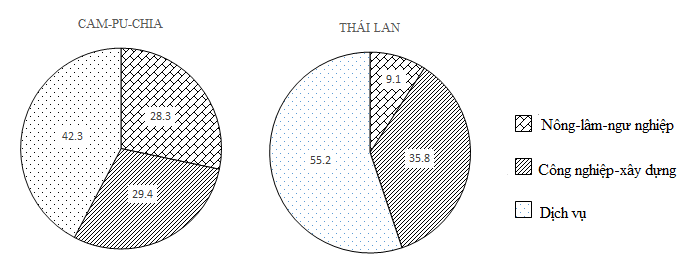 CAM-PU-CHIA
28.3
42.3
29.4
THÁI LAN
9.1
35.8
55.2
Nông-lâm-ngư nghiệp
Công nghiệp-xây dựng
Dịch vụ